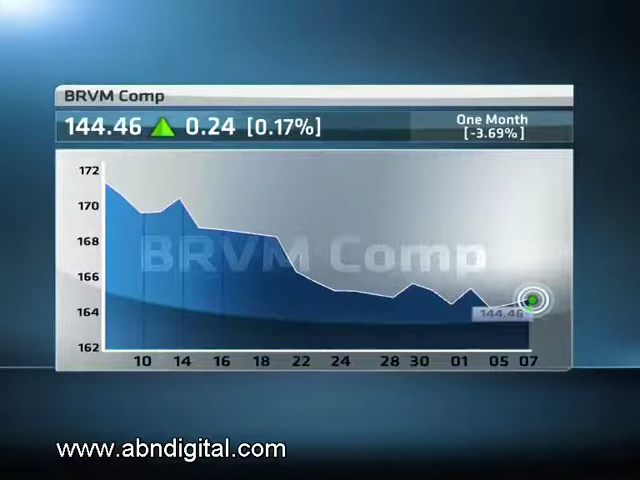 BRVM Comp
144.46 0.24 [0.17%]
One Month
[-3.69%]
172
170
168
166
164
162
BRVM Comp
144.46
10 14 16 18 22 24 28 30 01 05 07
www.abndigital.com